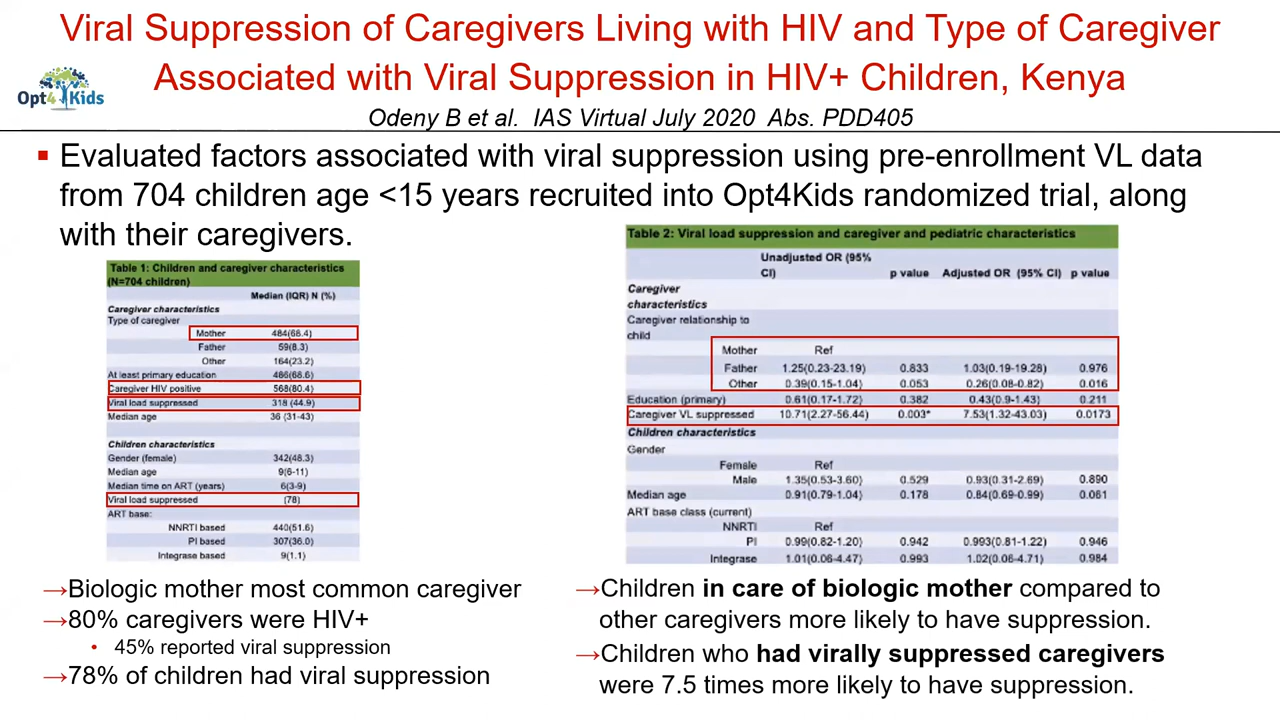 Viral Suppression of Caregivers Living with HIV and Type of Caregiver
Associated with Viral Suppression in HIV+ Children, Kenya
Opt4Kids
Odeny B et al. IAS Virtual July 2020 Abs. PDD405
▪ Evaluated factors associated with viral suppression using pre-enrollment VL data
from 704 children age <15 years recruited into Opt4Kids randomized trial, along
with their caregivers.
Table 1: Children and caregiver characteristics
(N=704 children)
Median (IQR) N (%)
Caregiver characteristics
Type of caregiver
Mother 484(68.4)
Father 59(8.3)
Other 164(23.2)
At least primary education 486(68.6)
Caregiver HIV positive 568(80.4)
Viral load suppressed 318 (44.9)
Median age 36 (31-43)
Children characteristics
Gender (female) 342(48.3)
Median age 9(6-11)
Median time on ART (years) 6(3-9)
Viral load suppressed (78)
ART base:
NNRTI based 440(51.6)
PI based 307(36.0)
Integrase based 9(1.1)
→Biologic mother most common caregiver
→80% caregivers were HIV+
• 45% reported viral suppression
→78% of children had viral suppression
Table 2: Viral load suppression and caregiver and pediatric characteristics
Unadjusted OR (95%
CI) p value Adjusted OR (95% CI) p value
Caregiver
characteristics
Caregiver relationship to
child
Mother Ref
Father 1.25(0.23-23.19) 0.833 1.03(0.19-19.28) 0.976
Other 0.39(0.15-1.04) 0.053 0.26(0.08-0.82) 0.016
Education (primary) 0.61(0.17-1.72) 0.382 0.43(0.9-1.43) 0.211
Caregiver VL suppressed 10.71(2.27-56.44) 0.003* 7.53(1.32-43.03) 0.0173
Children characteristics
Gender
Female Ref
Male 1.35(0.53-3.60) 0.529 0.93(0.31-2.69) 0.890
Median age 0.91(0.79-1.04) 0.178 0.84(0.69-0.99) 0.061
ART base class (current)
NNRTI Ref
PI 0.99(0.82-1.20) 0.942 0.993(0.81-1.22) 0.946
Integrase 1.01(0.06-4.47) 0.993 1.02(0.06-4.71) 0.984
→Children in care of biologic mother compared to
other caregivers more likely to have suppression.
→Children who had virally suppressed caregivers
were 7.5 times more likely to have suppression.